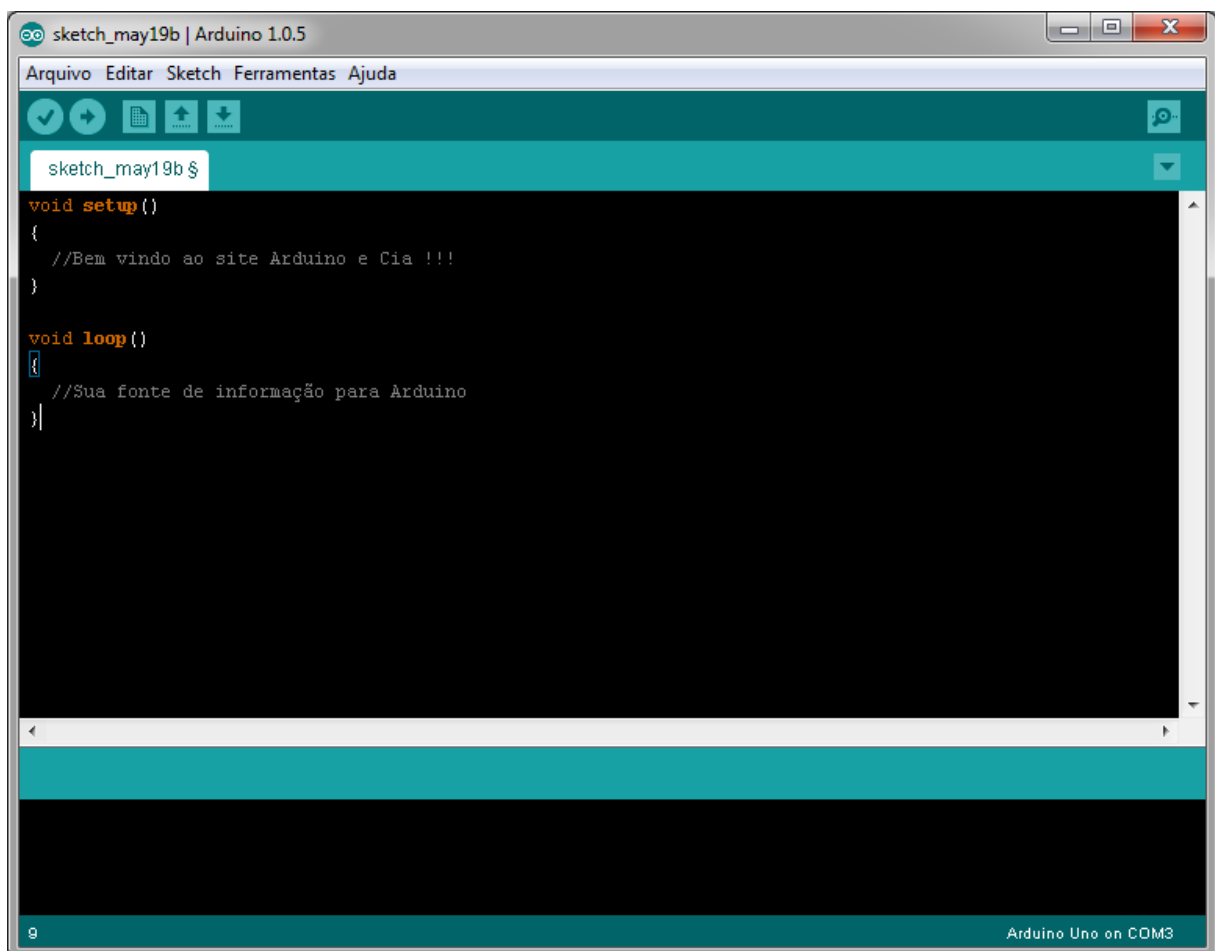 sketch_may19b | Arduino 1.0.5
Arquivo Editar Sketch Ferramentas Ajuda
sketch_may19b §
void setup()
{
  //Bem vindo ao site Arduino e Cia !!!
}
void loop()
{
  //Sua fonte de informação para Arduino
}
9 Arduino Uno on COM3